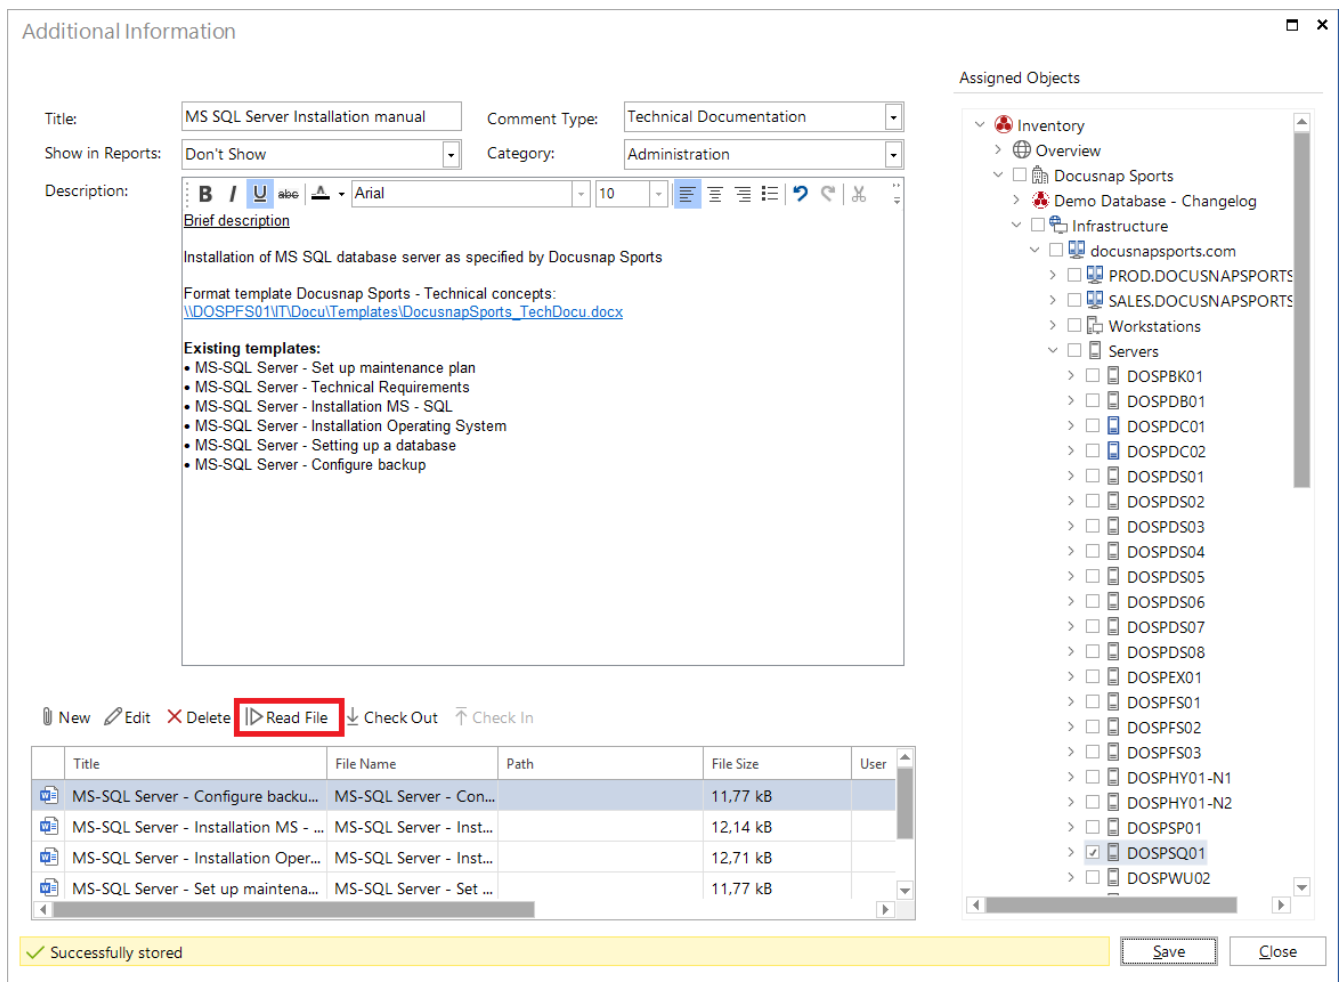 Additional Information
Assigned Objects
Title:
MS SQL Server Installation manual
Comment Type:
Technical Documentation
Show in Reports:
Don't Show
Category:
Administration
Description:
B I U abc A Arial 10
Brief description
Installation of MS SQL database server as specified by Docusnap Sports
Format template Docusnap Sports - Technical concepts:
\\DOSPFS01\IT\Docu\Templates\DocusnapSports_TechDocu.docx
Existing templates:
• MS-SQL Server - Set up maintenance plan
• MS-SQL Server - Technical Requirements
• MS-SQL Server - Installation MS - SQL
• MS-SQL Server - Installation Operating System
• MS-SQL Server - Setting up a database
• MS-SQL Server - Configure backup
New Edit Delete Read File Check Out Check In
Title File Name Path File Size User
MS-SQL Server - Configure backu... MS-SQL Server - Con... 11,77 kB
MS-SQL Server - Installation MS - ... MS-SQL Server - Inst... 12,14 kB
MS-SQL Server - Installation Oper... MS-SQL Server - Inst... 12,71 kB
MS-SQL Server - Set up maintena... MS-SQL Server - Set ... 11,77 kB
Inventory
Overview
Docusnap Sports
Demo Database - Changelog
Infrastructure
docusnapsports.com
PROD.DOCUSNAPSPORTS
SALES.DOCUSNAPSPORTS
Workstations
Servers
DOSPBK01
DOSPDB01
DOSPDC01
DOSPDC02
DOSPDS01
DOSPDS02
DOSPDS03
DOSPDS04
DOSPDS05
DOSPDS06
DOSPDS07
DOSPDS08
DOSPEX01
DOSPFS01
DOSPFS02
DOSPFS03
DOSPHY01-N1
DOSPHY01-N2
DOSPSP01
DOSPSQ01
DOSPWU02
Successfully stored
Save
Close